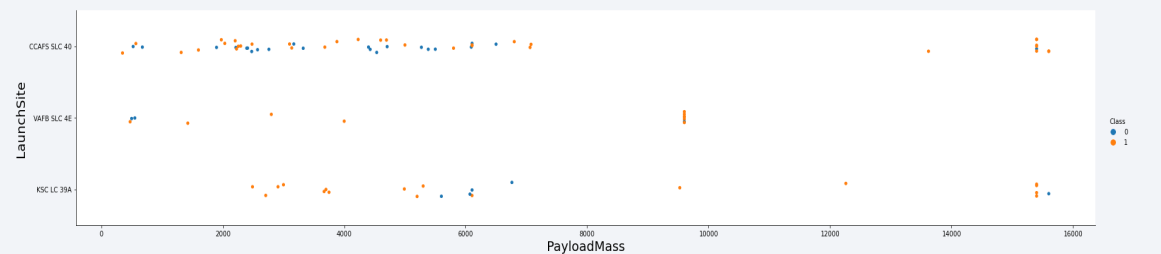 CCAFS SLC 40
VAFB SLC 4E
KSC LC 39A
LaunchSite
0 2000 4000 6000 8000 10000 12000 14000 16000
PayloadMass
Class
0
1